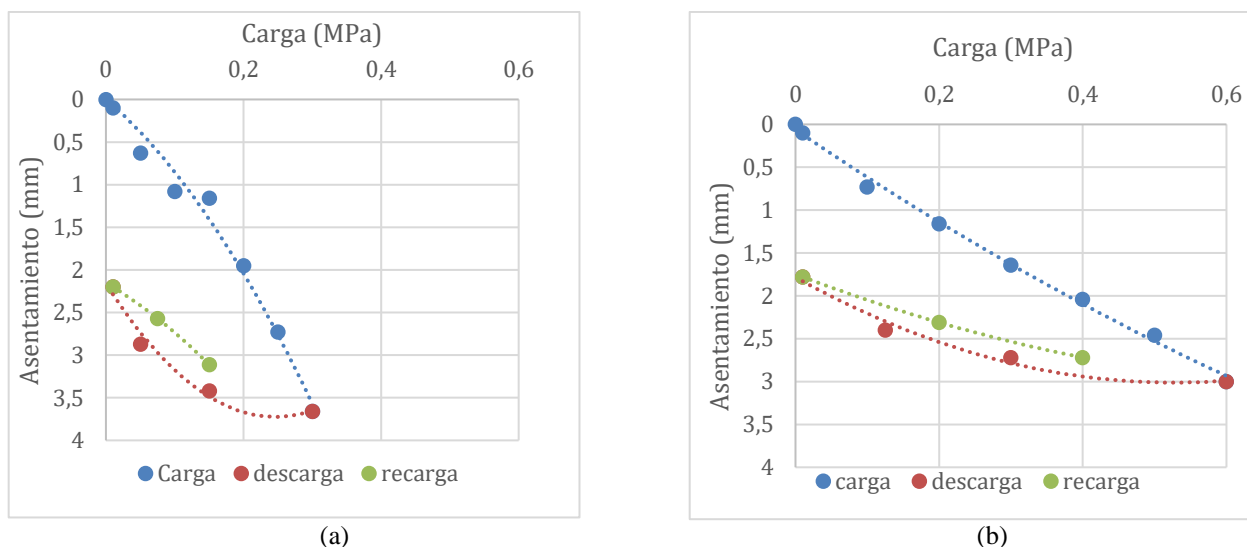 Carga (MPa)
0 0,2 0,4 0,6
Asentamiento (mm)
0
0,5
1
1,5
2
2,5
3
3,5
4
Carga descarga recarga
(a)
Carga (MPa)
0 0,2 0,4 0,6
Asentamiento (mm)
0
0,5
1
1,5
2
2,5
3
3,5
4
carga descarga recarga
(b)